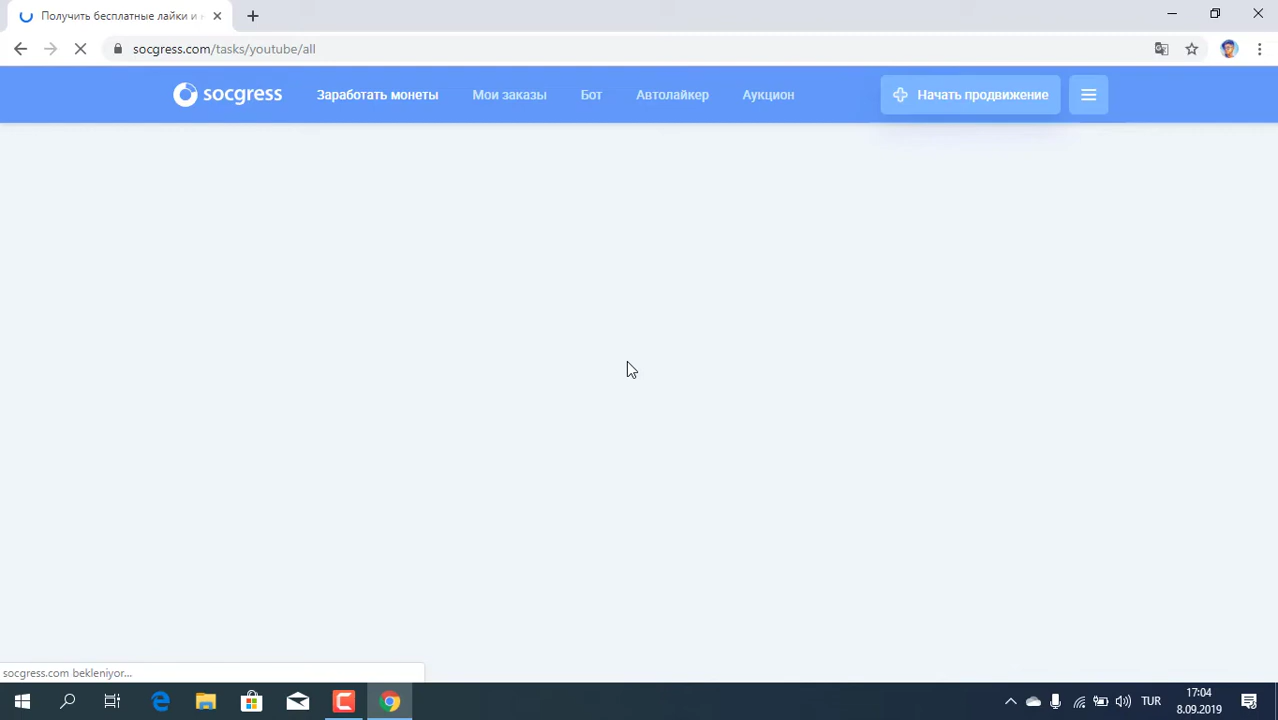 Получить бесплатные лайки и
socgress.com/tasks/youtube/all
socgress
Заработать монеты
Мои заказы
Бот
Автолайкер
Аукцион
Начать продвижение
socgress.com bekleniyor...
TUR
17:04
8.09.2019